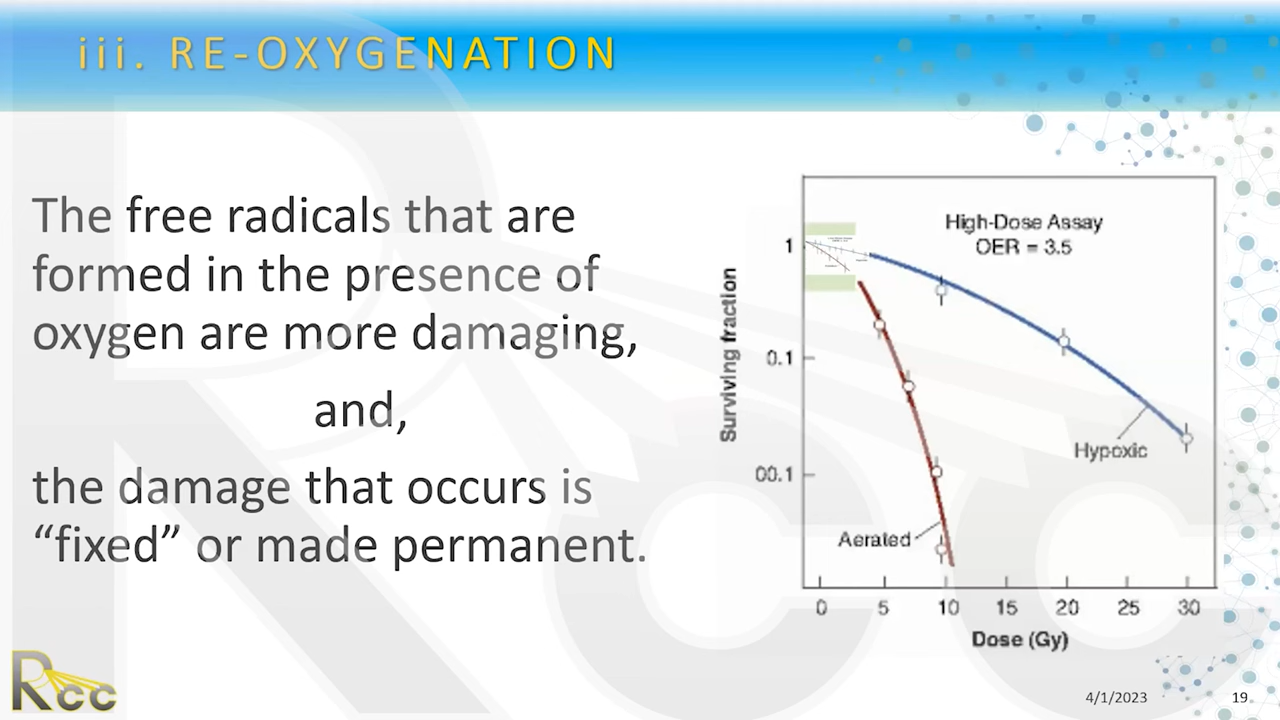 iii. RE-OXYGENATION
The free radicals that are
formed in the presence of
oxygen are more damaging,
and,
the damage that occurs is
“fixed” or made permanent.
High-Dose Assay
OER = 3.5
Surviving fraction
1
0.1
00.1
Hypoxic
Aerated
0 5 10 15 20 25 30
Dose (Gy)
Rcc
4/1/2023
19